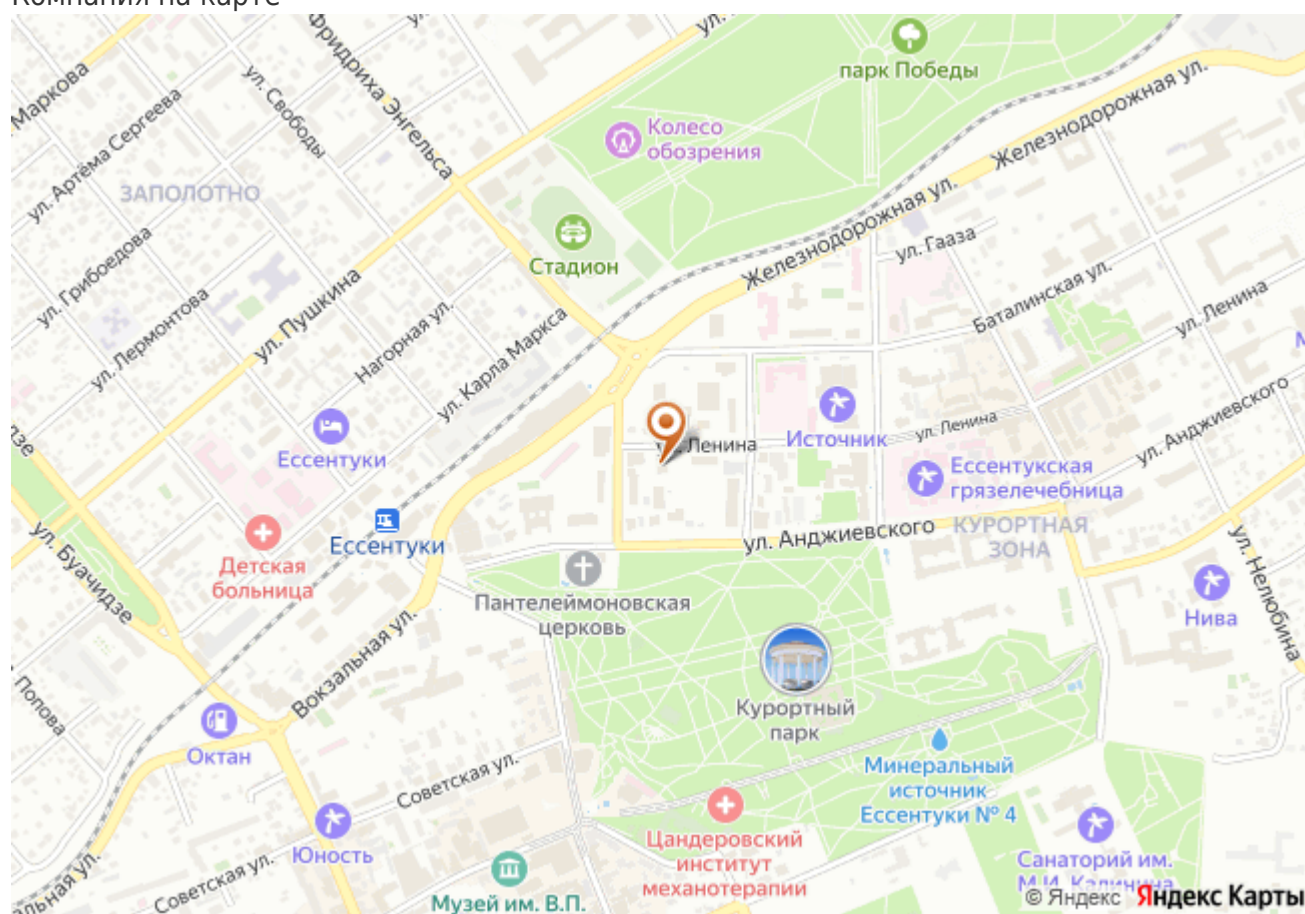 Компания на карте
ул.
парк Победы
Железнодорожная ул.
Маркова
ул. Свободы
Фридриха Энгельса
Колесо
обозрения
ул. Артёма Сергеева
ЗАПОЛОТНО
Железнодорожная ул.
ул. Грибоедова
Стадион
ул. Гааза
ул. Лермонтова
ул. Пушкина
Баталинская ул.
ул. Ленина
Нагорная ул.
ул. Карла Маркса
Источник
ул. Ленина
ул. Анджиевского
Ессентуки
Ленина
Ессентукская
грязелечебница
ул. Буачидзе
Ессентуки
ул. Анджиевского
КУРОРТНАЯ
ЗОНА
Детская
больница
Пантелеймоновская
церковь
Нива
ул. Нелюбина
Попова
Вокзальная ул.
Курортный
парк
Октан
Советская ул.
Минеральный
источник
Ессентуки № 4
Юность
Цандеровский
институт
механотерапии
Санаторий им.
М.И. Калинина
Советская ул.
Музей им. В.П.
© Яндекс Яндекс Карты